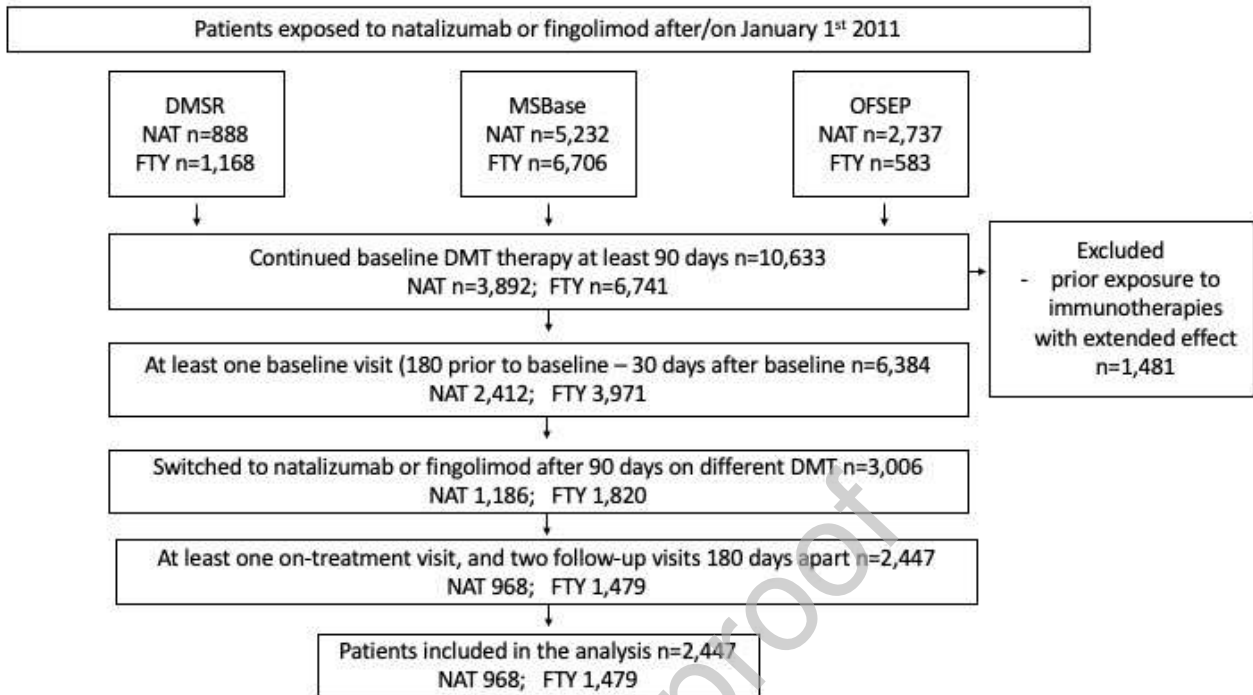 Patients exposed to natalizumab or fingolimod after/on January 1st 2011
DMSR
NAT n=888
FTY n=1,168
MSBase
NAT n=5,232
FTY n=6,706
OFSEP
NAT n=2,737
FTY n=583
Continued baseline DMT therapy at least 90 days n=10,633
NAT n=3,892; FTY n=6,741
Excluded
- prior exposure to
immunotherapies
with extended effect
n=1,481
At least one baseline visit (180 prior to baseline – 30 days after baseline n=6,384
NAT 2,412; FTY 3,971
Switched to natalizumab or fingolimod after 90 days on different DMT n=3,006
NAT 1,186; FTY 1,820
At least one on-treatment visit, and two follow-up visits 180 days apart n=2,447
NAT 968; FTY 1,479
Patients included in the analysis n=2,447
NAT 968; FTY 1,479
proof